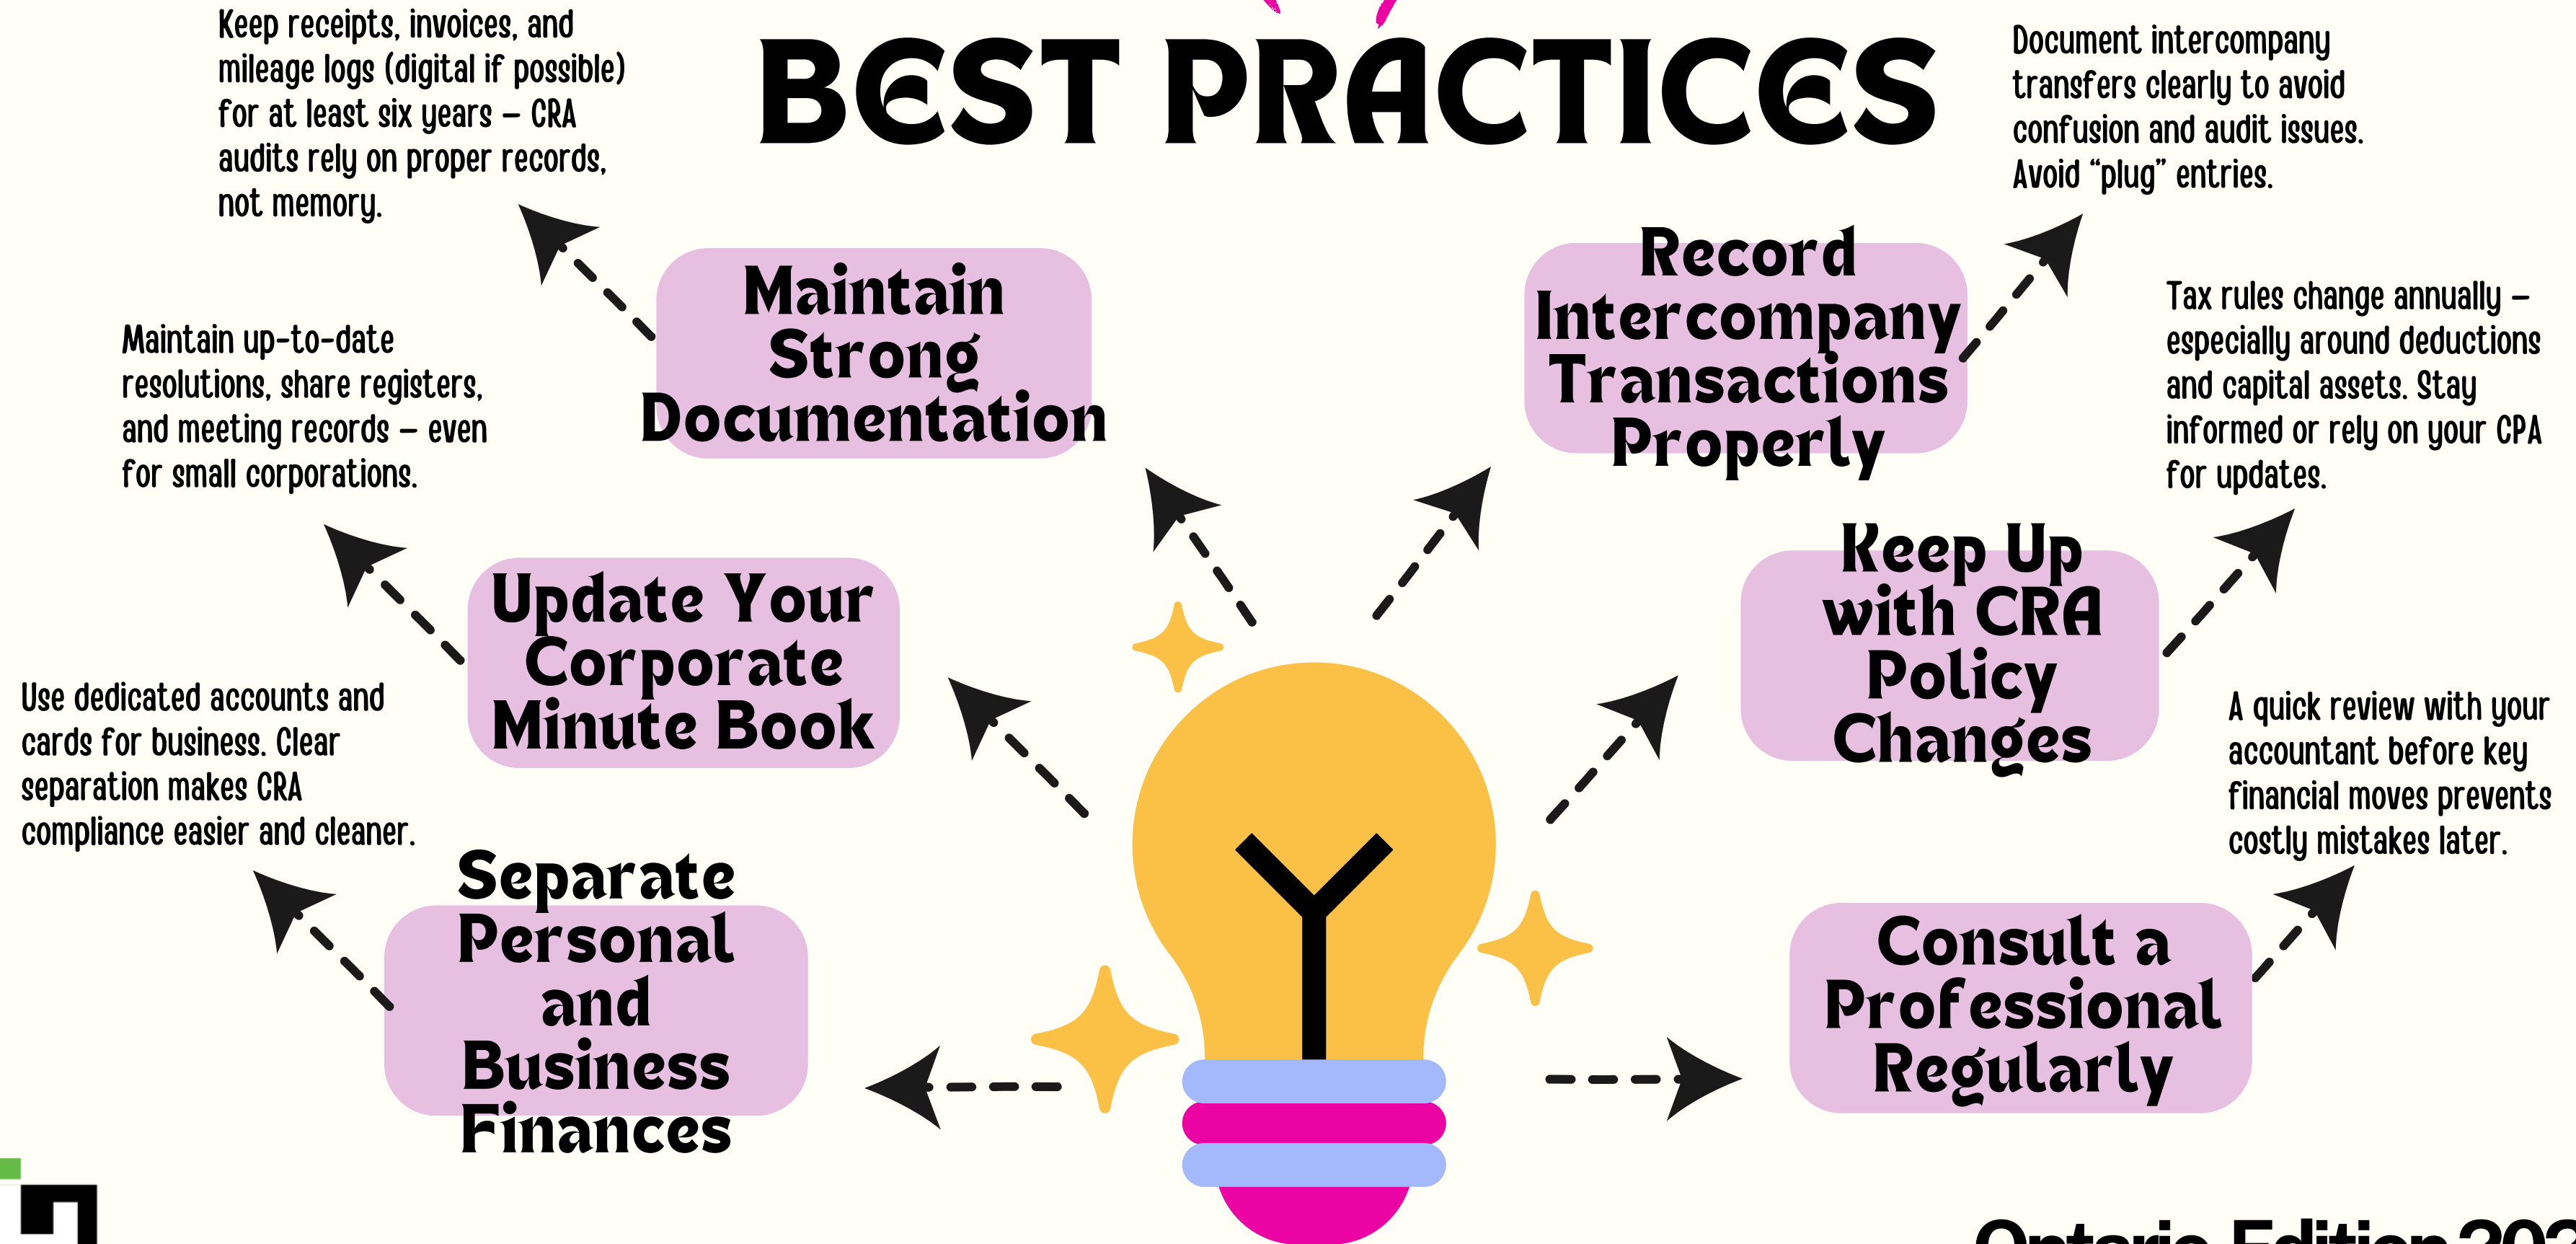 BEST PRACTICES
Keep receipts, invoices, and
mileage logs (digital if possible)
for at least six years – CRA
audits rely on proper records,
not memory.
Maintain
Strong
Documentation
Maintain up-to-date
resolutions, share registers,
and meeting records – even
for small corporations.
Update Your
Corporate
Minute Book
Use dedicated accounts and
cards for business. Clear
separation makes CRA
compliance easier and cleaner.
Separate
Personal
and
Business
Finances
Document intercompany
transfers clearly to avoid
confusion and audit issues.
Avoid “plug” entries.
Record
Intercompany
Transactions
Properly
Tax rules change annually –
especially around deductions
and capital assets. Stay
informed or rely on your CPA
for updates.
Keep Up
with CRA
Policy
Changes
A quick review with your
accountant before key
financial moves prevents
costly mistakes later.
Consult a
Professional
Regularly
Ontario Edition